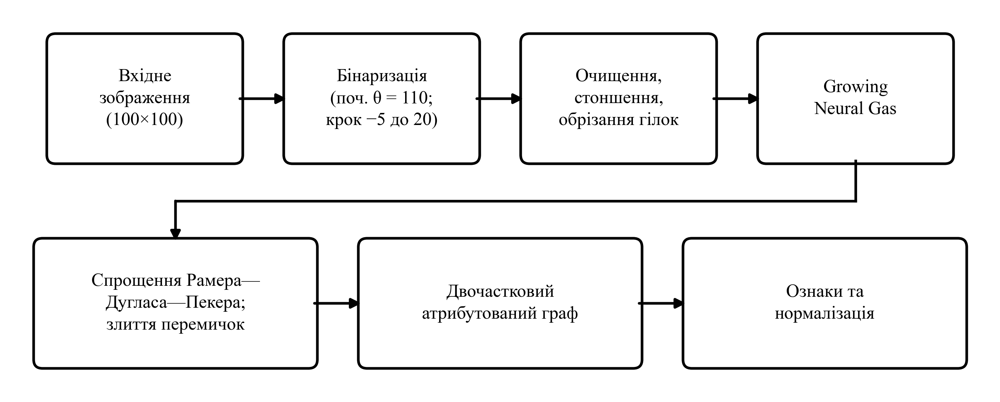 Вхідне
зображення
(100×100)
Бінаризація
(поч. θ = 110;
крок −5 до 20)
Очищення,
стоншення,
обрізання гілок
Growing
Neural Gas
Спрощення Рамера—
Дугласа—Пекера;
злиття перемичок
Двочастковий
атрибутований граф
Ознаки та
нормалізація